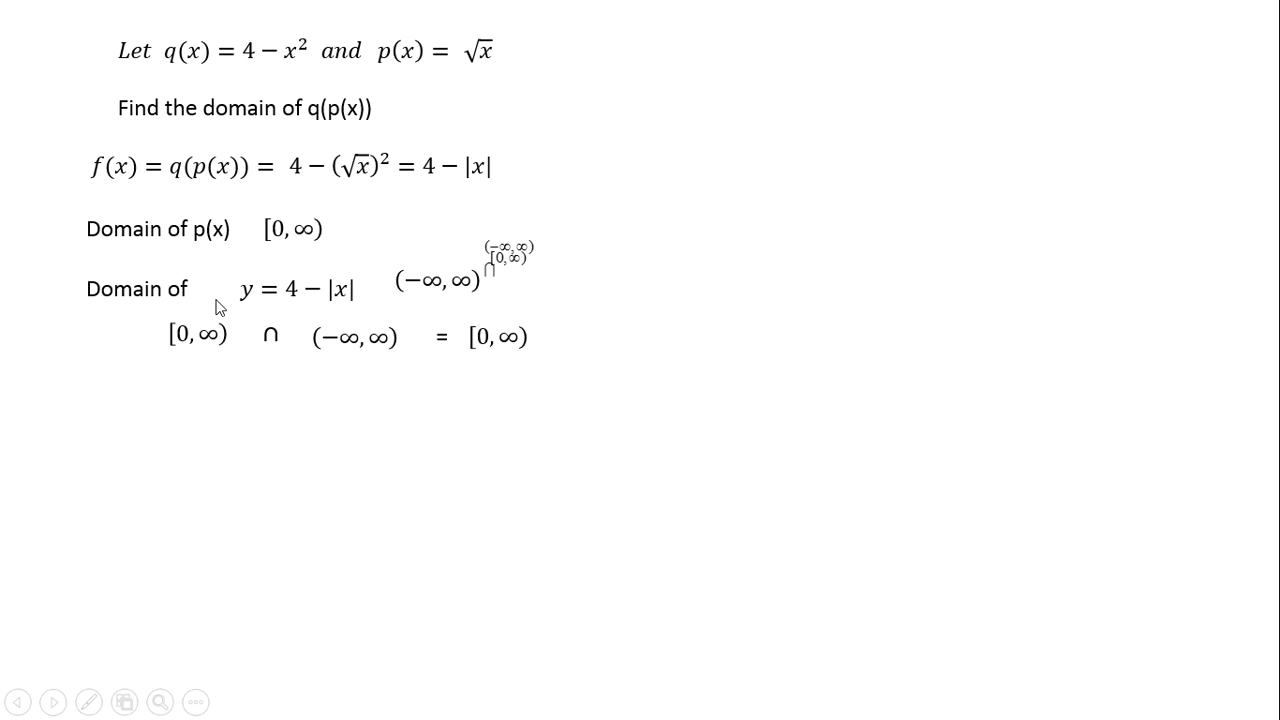 Let q(x) = 4 − x² and p(x) = √x
Find the domain of q(p(x))
f(x) = q(p(x)) = 4 − (√x)² = 4 − |x|
Domain of p(x) [0, ∞)
Domain of y = 4 − |x| (−∞, ∞) ∩ [0, ∞) (−∞, ∞)
[0, ∞) ∩ (−∞, ∞) = [0, ∞)